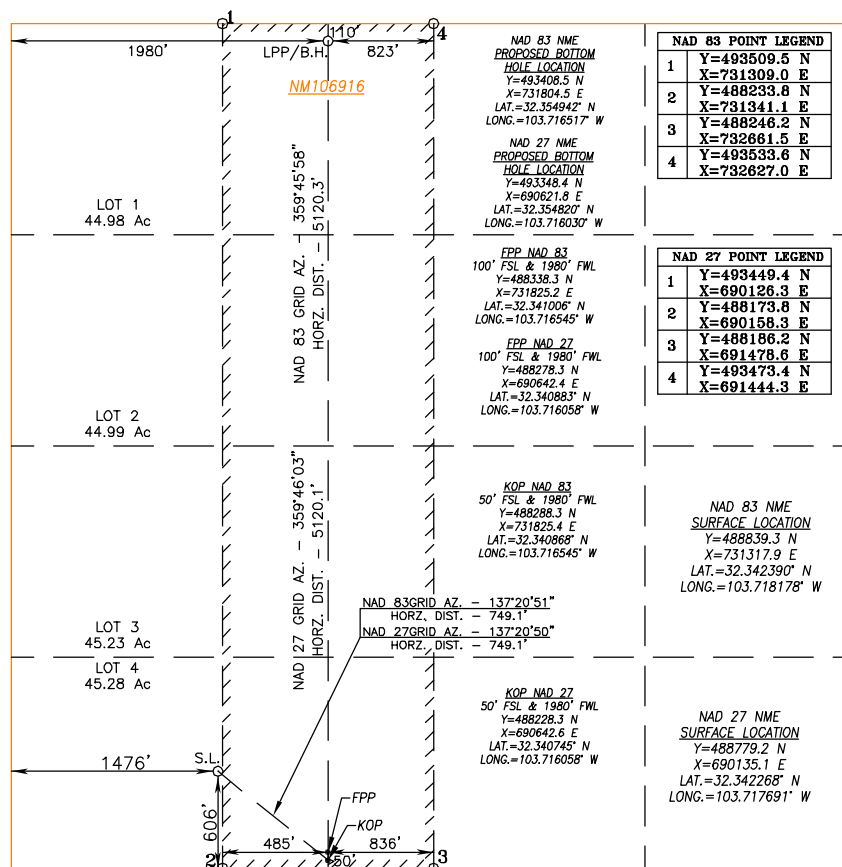 1
4
110'
1980'
LPP/B.H.
823'
NM106916
NAD 83 GRID AZ. - 359°45'58"
HORZ. DIST. - 5120.3'
NAD 27 GRID AZ. - 359°46'03"
HORZ. DIST. - 5120.1'
LOT 1
44.98 Ac
LOT 2
44.99 Ac
LOT 3
45.23 Ac
LOT 4
45.28 Ac
NAD 83 NME
PROPOSED BOTTOM
HOLE LOCATION
Y=493408.5 N
X=731804.5 E
LAT.=32.354942° N
LONG.=103.716517° W
NAD 27 NME
PROPOSED BOTTOM
HOLE LOCATION
Y=493348.4 N
X=690621.8 E
LAT.=32.354820° N
LONG.=103.716030° W
FPP NAD 83
100' FSL & 1980' FWL
Y=488338.3 N
X=731825.2 E
LAT.=32.341006° N
LONG.=103.716545° W
FPP NAD 27
100' FSL & 1980' FWL
Y=488278.3 N
X=690642.4 E
LAT.=32.340883° N
LONG.=103.716058° W
KOP NAD 83
50' FSL & 1980' FWL
Y=488288.3 N
X=731825.4 E
LAT.=32.340868° N
LONG.=103.716545° W
KOP NAD 27
50' FSL & 1980' FWL
Y=488228.3 N
X=690642.6 E
LAT.=32.340745° N
LONG.=103.716058° W
NAD 83 POINT LEGEND
1 Y=493509.5 N
X=731309.0 E
2 Y=488233.8 N
X=731341.1 E
3 Y=488246.2 N
X=732661.5 E
4 Y=493533.6 N
X=732627.0 E
NAD 27 POINT LEGEND
1 Y=493449.4 N
X=690126.3 E
2 Y=488173.8 N
X=690158.3 E
3 Y=488186.2 N
X=691478.6 E
4 Y=493473.4 N
X=691444.3 E
NAD 83 NME
SURFACE LOCATION
Y=488839.3 N
X=731317.9 E
LAT.=32.342390° N
LONG.=103.718178° W
NAD 27 NME
SURFACE LOCATION
Y=488779.2 N
X=690135.1 E
LAT.=32.342268° N
LONG.=103.717691° W
NAD 83GRID AZ. - 137°20'51"
HORZ. DIST. - 749.1'
NAD 27GRID AZ. - 137°20'50"
HORZ. DIST. - 749.1'
1476'
S.L.
606'
FPP
KOP
485'
836'
2
50'
3